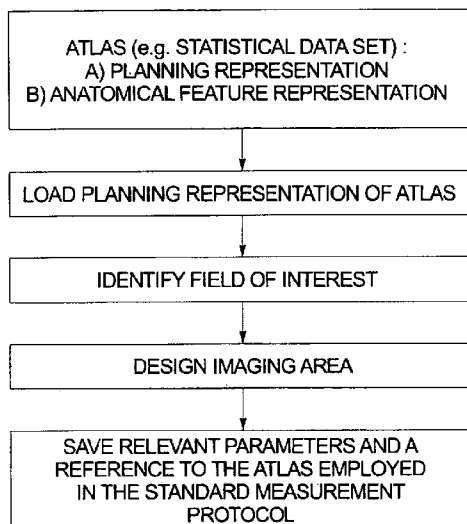 ATLAS (e.g. STATISTICAL DATA SET) :
A) PLANNING REPRESENTATION
B) ANATOMICAL FEATURE REPRESENTATION
LOAD PLANNING REPRESENTATION OF ATLAS
IDENTIFY FIELD OF INTEREST
DESIGN IMAGING AREA
SAVE RELEVANT PARAMETERS AND A
REFERENCE TO THE ATLAS EMPLOYED
IN THE STANDARD MEASUREMENT
PROTOCOL